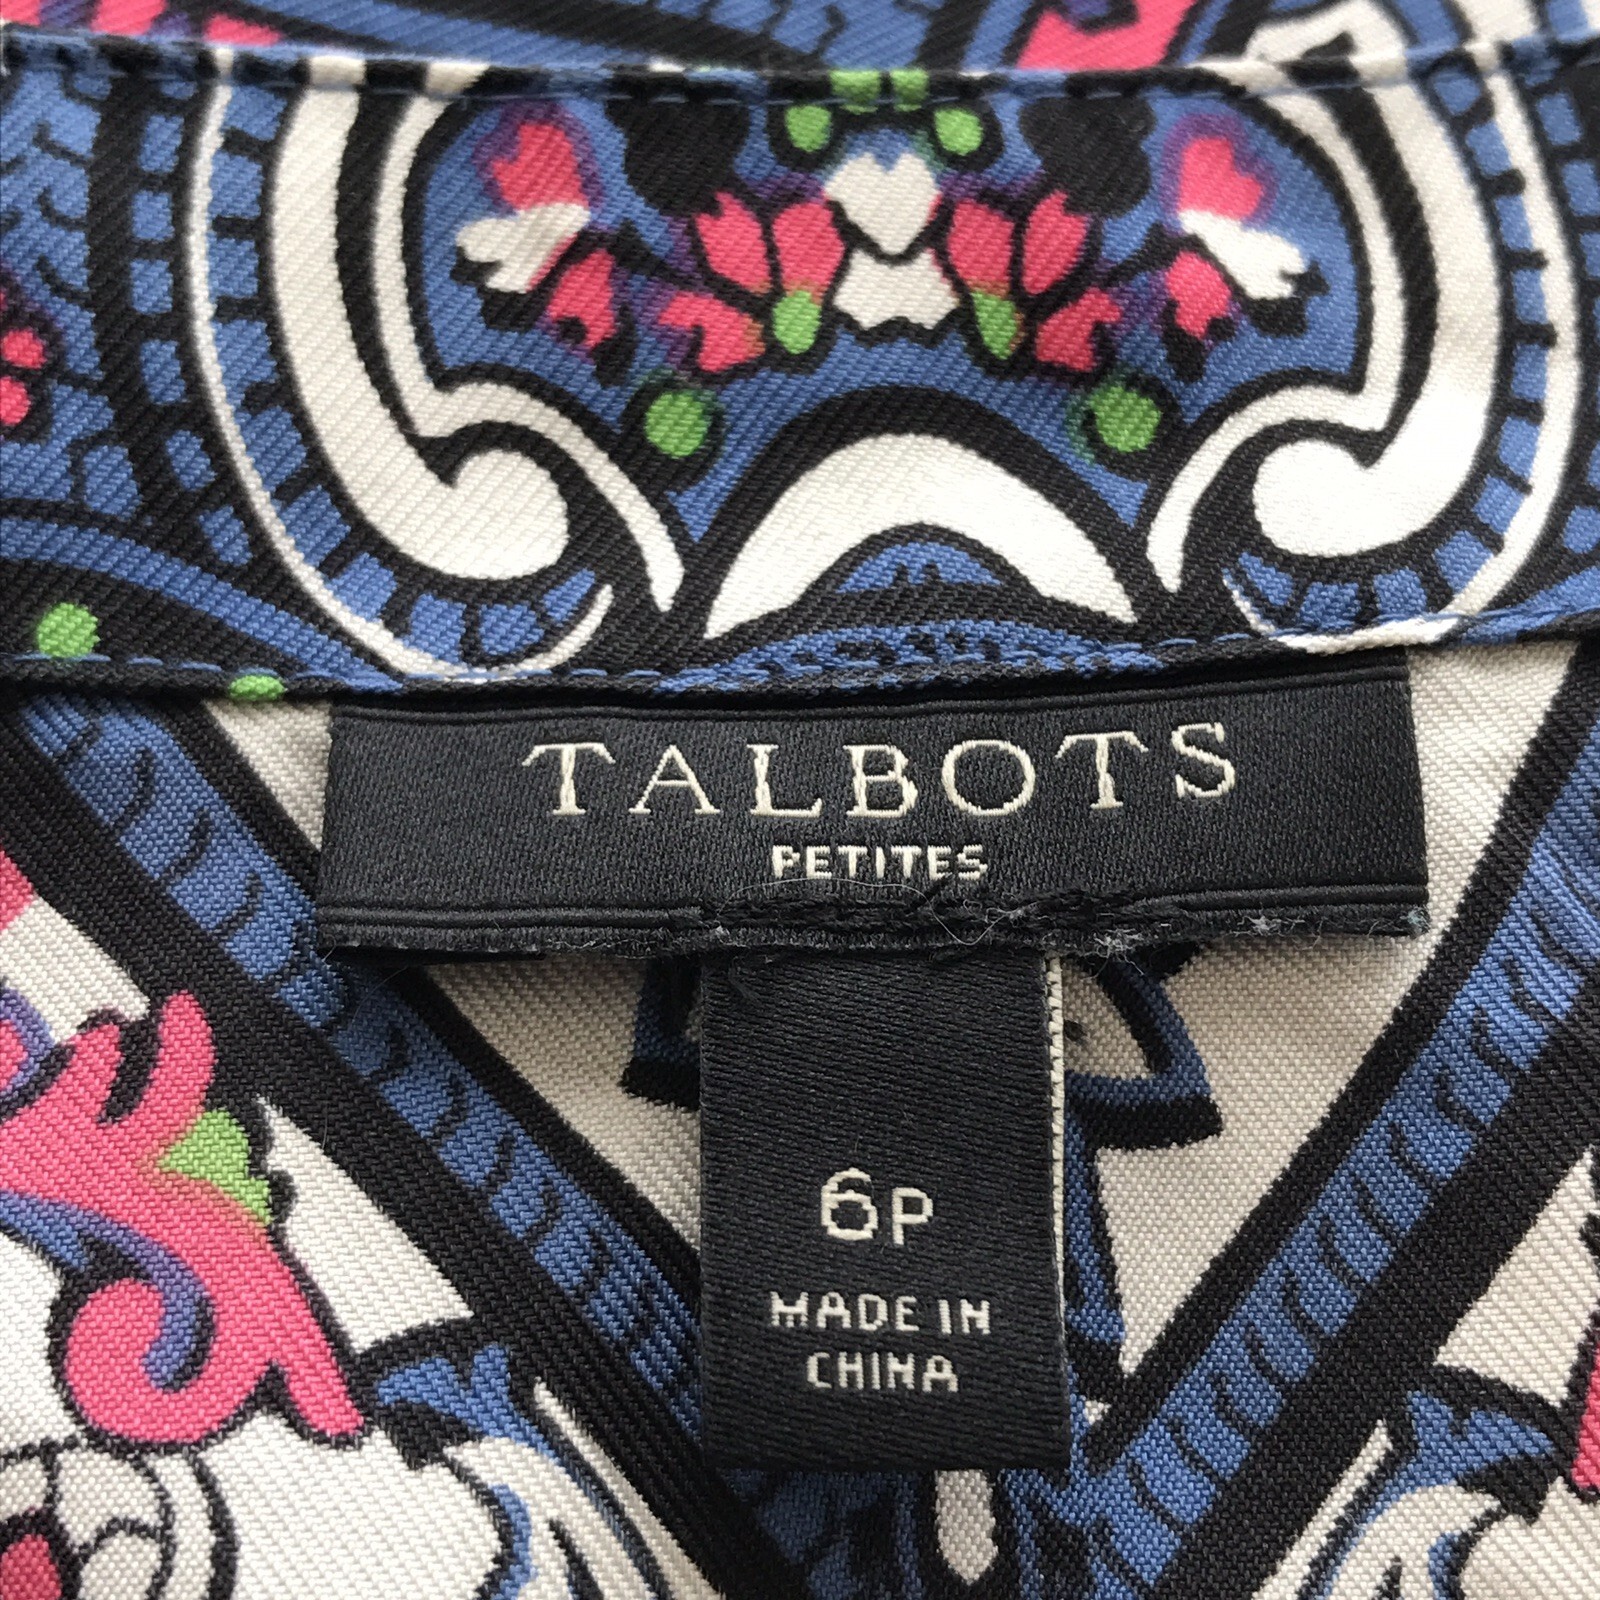 TALBOTS
PETITES
6P
MADE IN
CHINA